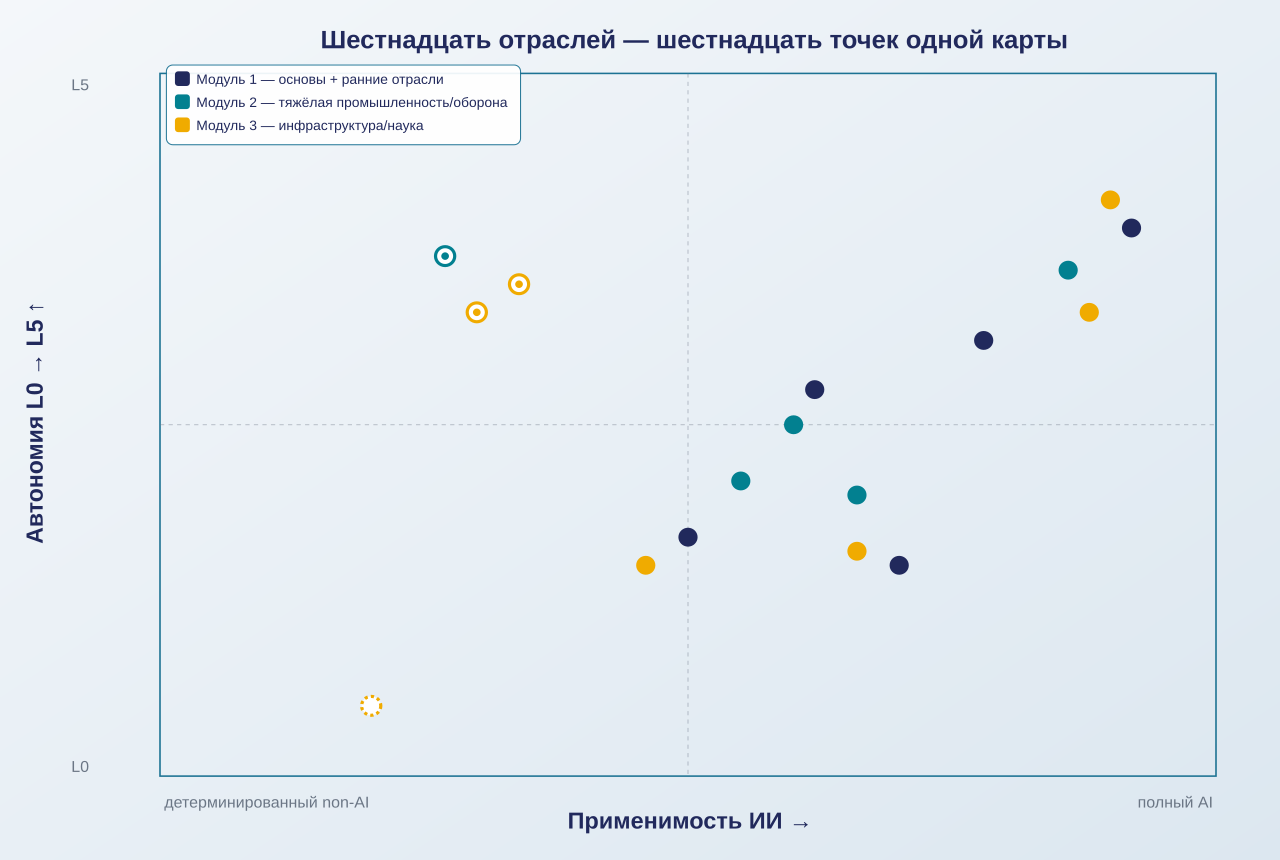 Шестнадцать отраслей — шестнадцать точек одной карты
Модуль 1 — основы + ранние отрасли
Модуль 2 — тяжёлая промышленность/оборона
Модуль 3 — инфраструктура/наука
L5
Автономия L0 → L5 ↑
L0
детерминированный non-AI
полный AI
Применимость ИИ →